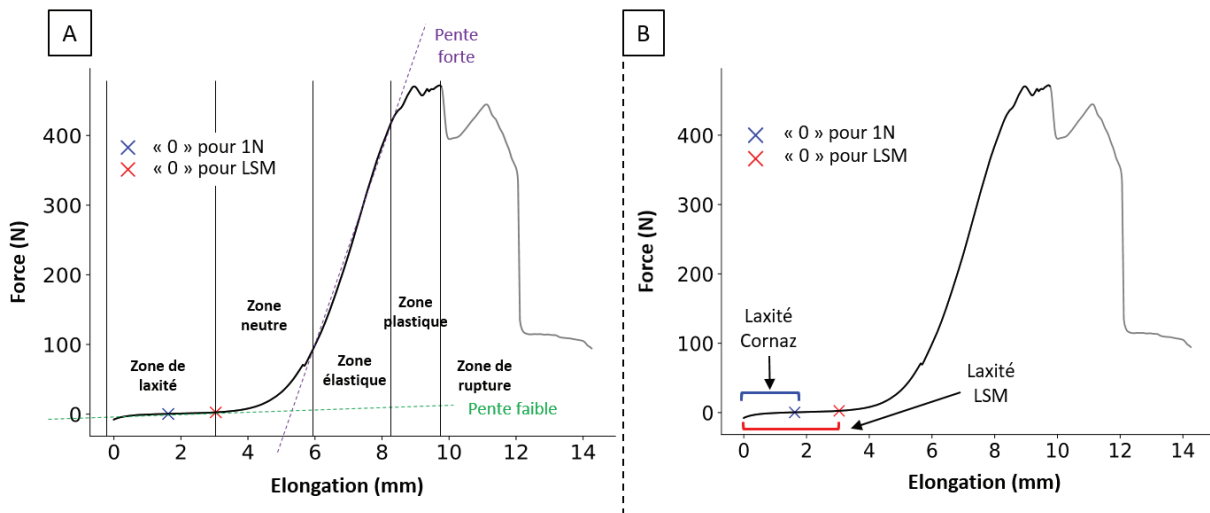 A
Pente
forte
Force (N)
400
300
200
100
0
« 0 » pour 1N
« 0 » pour LSM
Zone de
laxité
Zone
neutre
Zone
élastique
Zone
plastique
Zone de
rupture
Pente faible
0 2 4 6 8 10 12 14
Elongation (mm)
B
Force (N)
400
300
200
100
0
« 0 » pour 1N
« 0 » pour LSM
Laxité
Cornaz
Laxité
LSM
0 2 4 6 8 10 12 14
Elongation (mm)